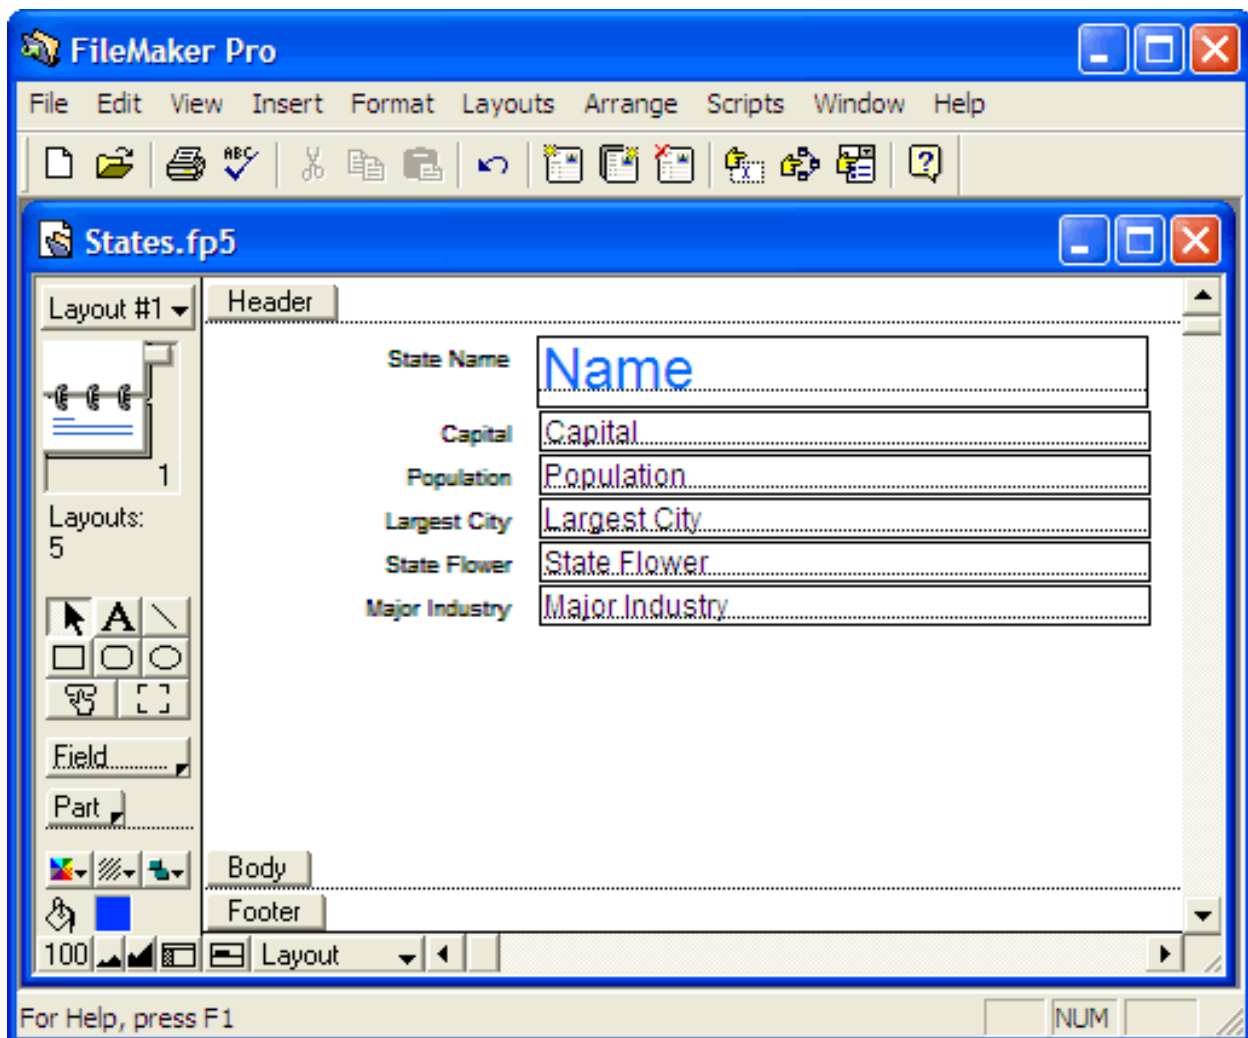 FileMaker Pro
File Edit View Insert Format Layouts Arrange Scripts Window Help
ABC
States.fp5
Layout #1
Header
State Name Name
Capital Capital
Population Population
Largest City Largest City
State Flower State Flower
Major Industry Major Industry
1
Layouts:
5
A
Field
Part
Body
Footer
100 Layout
For Help, press F1 NUM